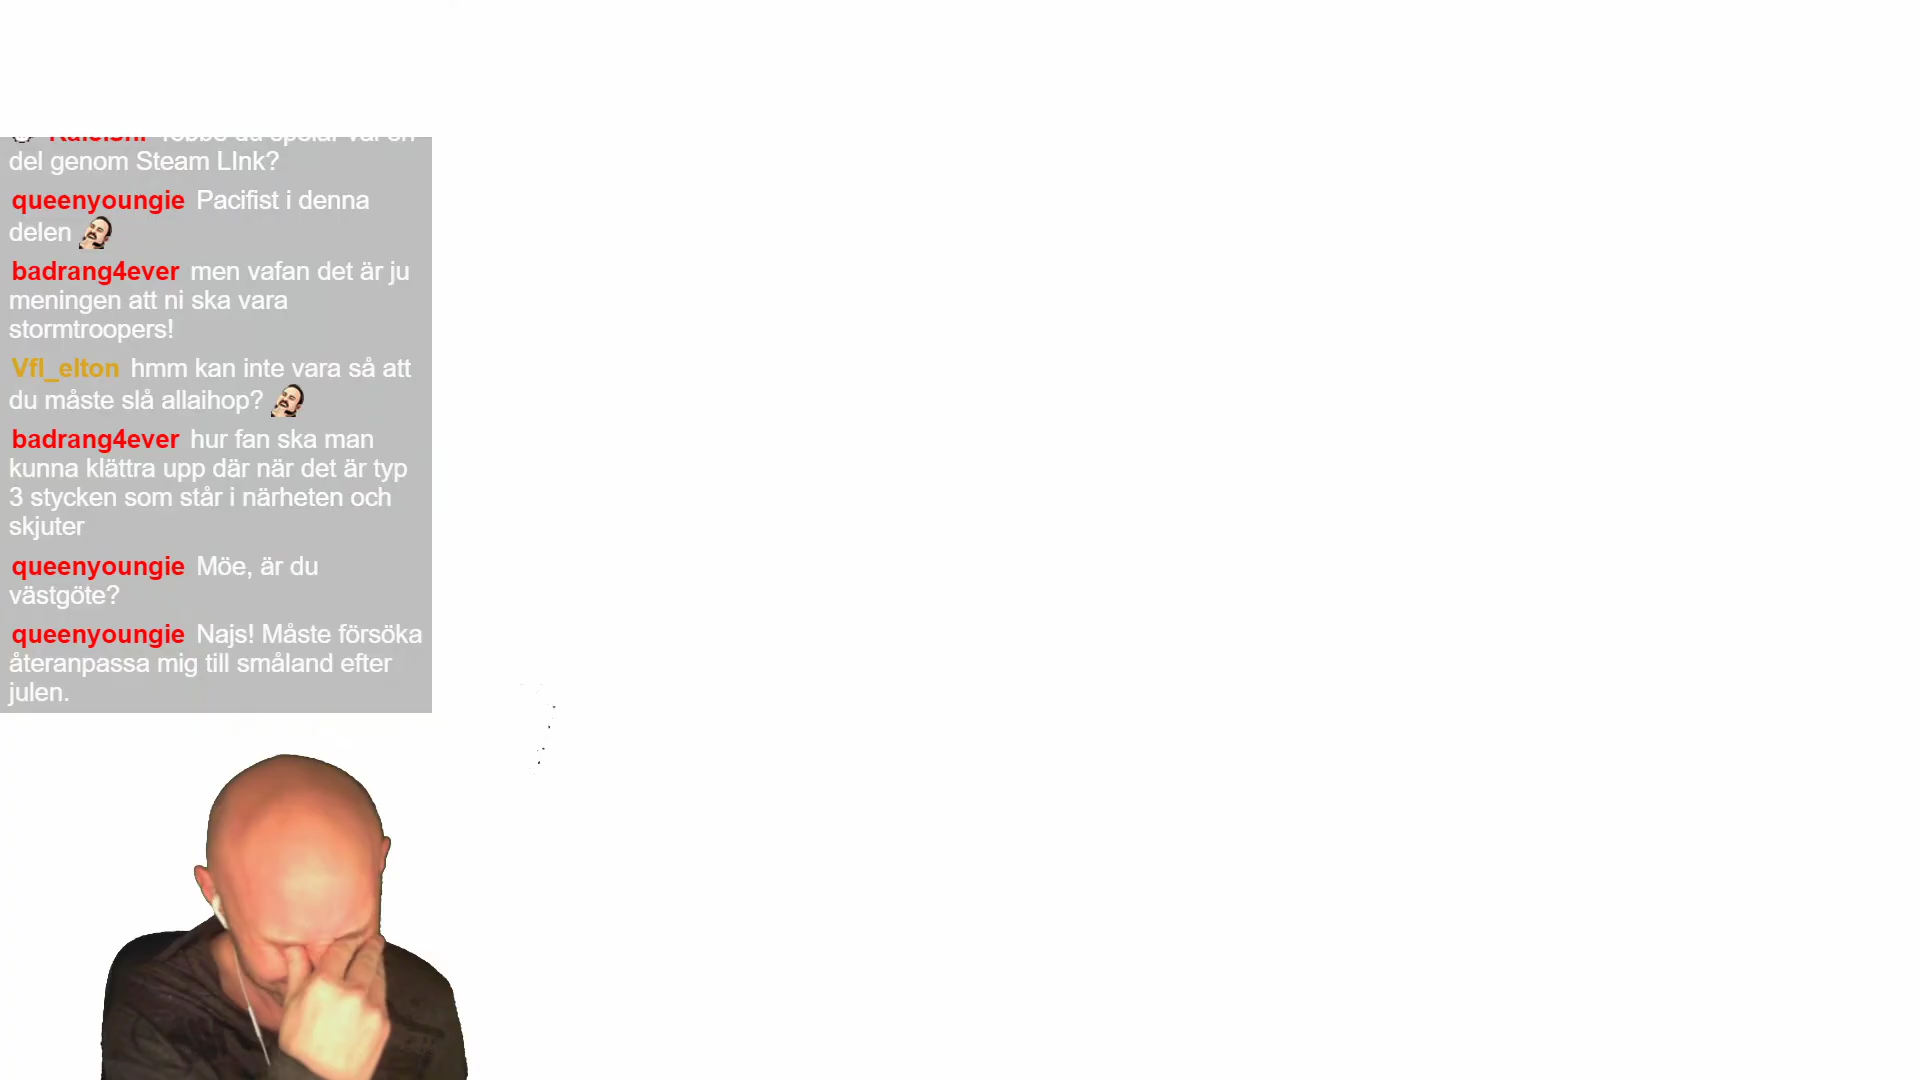 del genom Steam LInk?
queenyoungie Pacifist i denna
delen
badrang4ever men vafan det är ju
meningen att ni ska vara
stormtroopers!
Vfl_elton hmm kan inte vara så att
du måste slå allaihop?
badrang4ever hur fan ska man
kunna klättra upp där när det är typ
3 stycken som står i närheten och
skjuter
queenyoungie Möe, är du
västgöte?
queenyoungie Najs! Måste försöka
återanpassa mig till småland efter
julen.